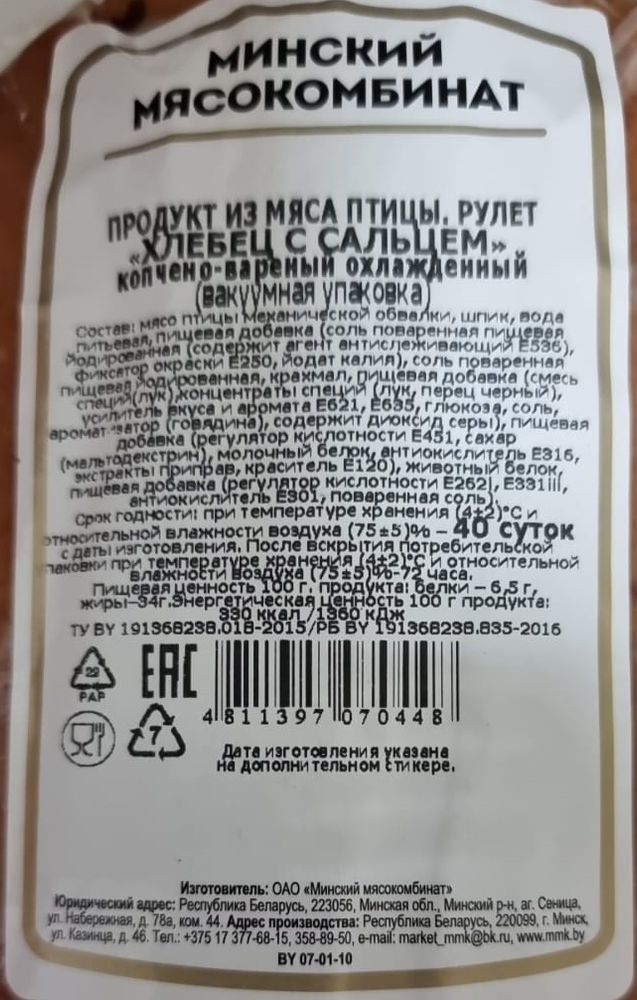 МИНСКИЙ
МЯСОКОМБИНАТ
ПРОДУКТ ИЗ МЯСА ПТИЦЫ. РУЛЕТ
«ХЛЕБЕЦ С САЛЬЦЕМ»
копчено-вареный охлажденный
(вакуумная упаковка)
Состав: мясо птицы механической обвалки, шпик, вода
питьевая, пищевая добавка (соль поваренная пищевая
йодированная (содержит агент антислеживающий Е536),
фиксатор окраски Е250, йодат калия), соль поваренная
пищевая йодированная, крахмал, пищевая добавка (смесь
специй(лук),концентраты специй (лук, перец черный),
усилитель вкуса и аромата Е621, Е635, глюкоза, соль,
ароматизатор (говядина), содержит диоксид серы), пищевая
добавка (регулятор кислотности Е451, сахар
(мальтодекстрин), молочный белок, антиокислитель Е316,
экстракты приправ, краситель Е120), животный белок,
пищевая добавка (регулятор кислотности Е262i, Е331iii,
антиокислитель Е301, поваренная соль).
Срок годности: при температуре хранения (4±2)°С и
относительной влажности воздуха (75±5)% – 40 суток
с даты изготовления. После вскрытия потребительской
паковки при температуре хранения (4±2)°С и относительной
влажности воздуха (75±5)%-72 часа.
Пищевая ценность 100 г. продукта: белки – 6,5 г,
жиры–34г.Энергетическая ценность 100 г продукта:
330 ккал /1360 кДж
ТУ BY 191368238.018-2015/РБ BY 191368238.835-2016
29
PAP
EAC
7
4 811397 070448
Дата изготовления указана
на дополнительном стикере.
Изготовитель: ОАО «Минский мясокомбинат»
Юридический адрес: Республика Беларусь, 223056, Минская обл., Минский р-н, аг. Сеница,
ул. Набережная, д. 78а, ком. 44. Адрес производства: Республика Беларусь, 220099, г. Минск,
ул. Казинца, д. 46. Тел.: +375 17 377-68-15, 358-89-50, e-mail: market_mmk@bk.ru, www.mmk.by
BY 07-01-10